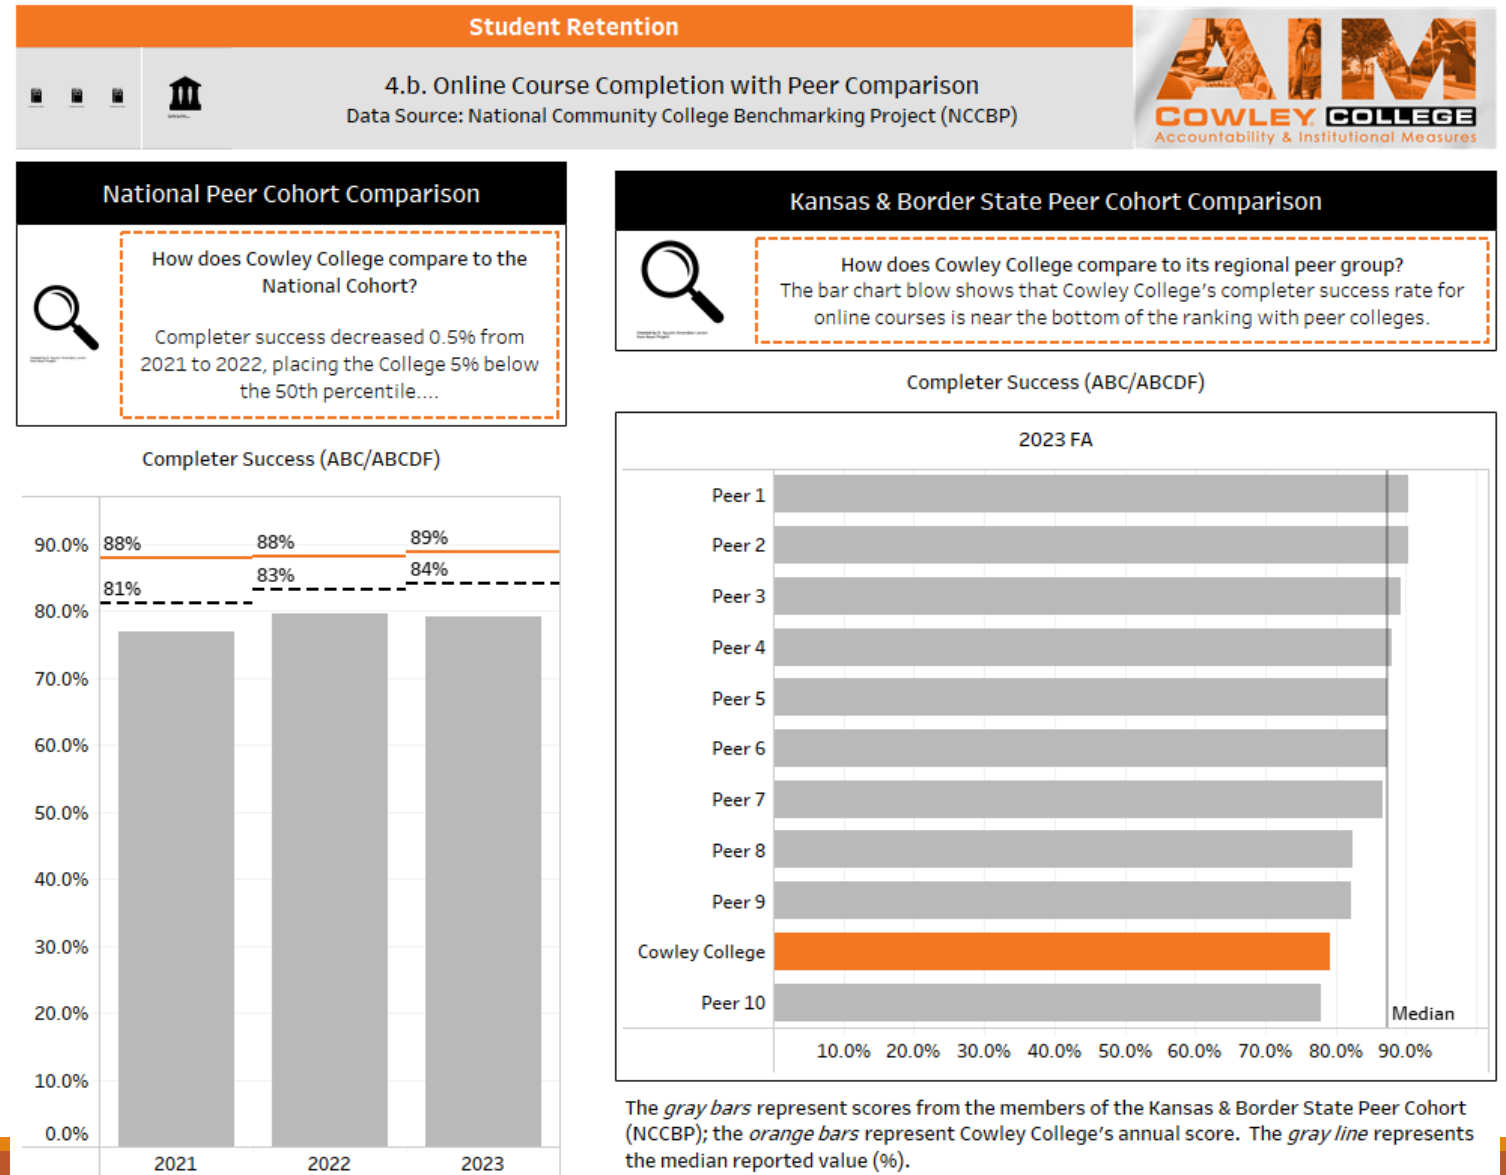 Student Retention
4.b. Online Course Completion with Peer Comparison
Data Source: National Community College Benchmarking Project (NCCBP)
AIM
COWLEY COLLEGE
Accountability & Institutional Measures
National Peer Cohort Comparison
How does Cowley College compare to the
National Cohort?
Completer success decreased 0.5% from
2021 to 2022, placing the College 5% below
the 50th percentile....
Completer Success (ABC/ABCDF)
90.0%
80.0%
70.0%
60.0%
50.0%
40.0%
30.0%
20.0%
10.0%
0.0%
88%
88%
89%
81%
83%
84%
2021
2022
2023
Kansas & Border State Peer Cohort Comparison
How does Cowley College compare to its regional peer group?
The bar chart blow shows that Cowley College's completer success rate for
online courses is near the bottom of the ranking with peer colleges.
Completer Success (ABC/ABCDF)
2023 FA
Peer 1
Peer 2
Peer 3
Peer 4
Peer 5
Peer 6
Peer 7
Peer 8
Peer 9
Cowley College
Peer 10
Median
10.0% 20.0% 30.0% 40.0% 50.0% 60.0% 70.0% 80.0% 90.0%
The gray bars represent scores from the members of the Kansas & Border State Peer Cohort
(NCCBP); the orange bars represent Cowley College's annual score. The gray line represents
the median reported value (%).